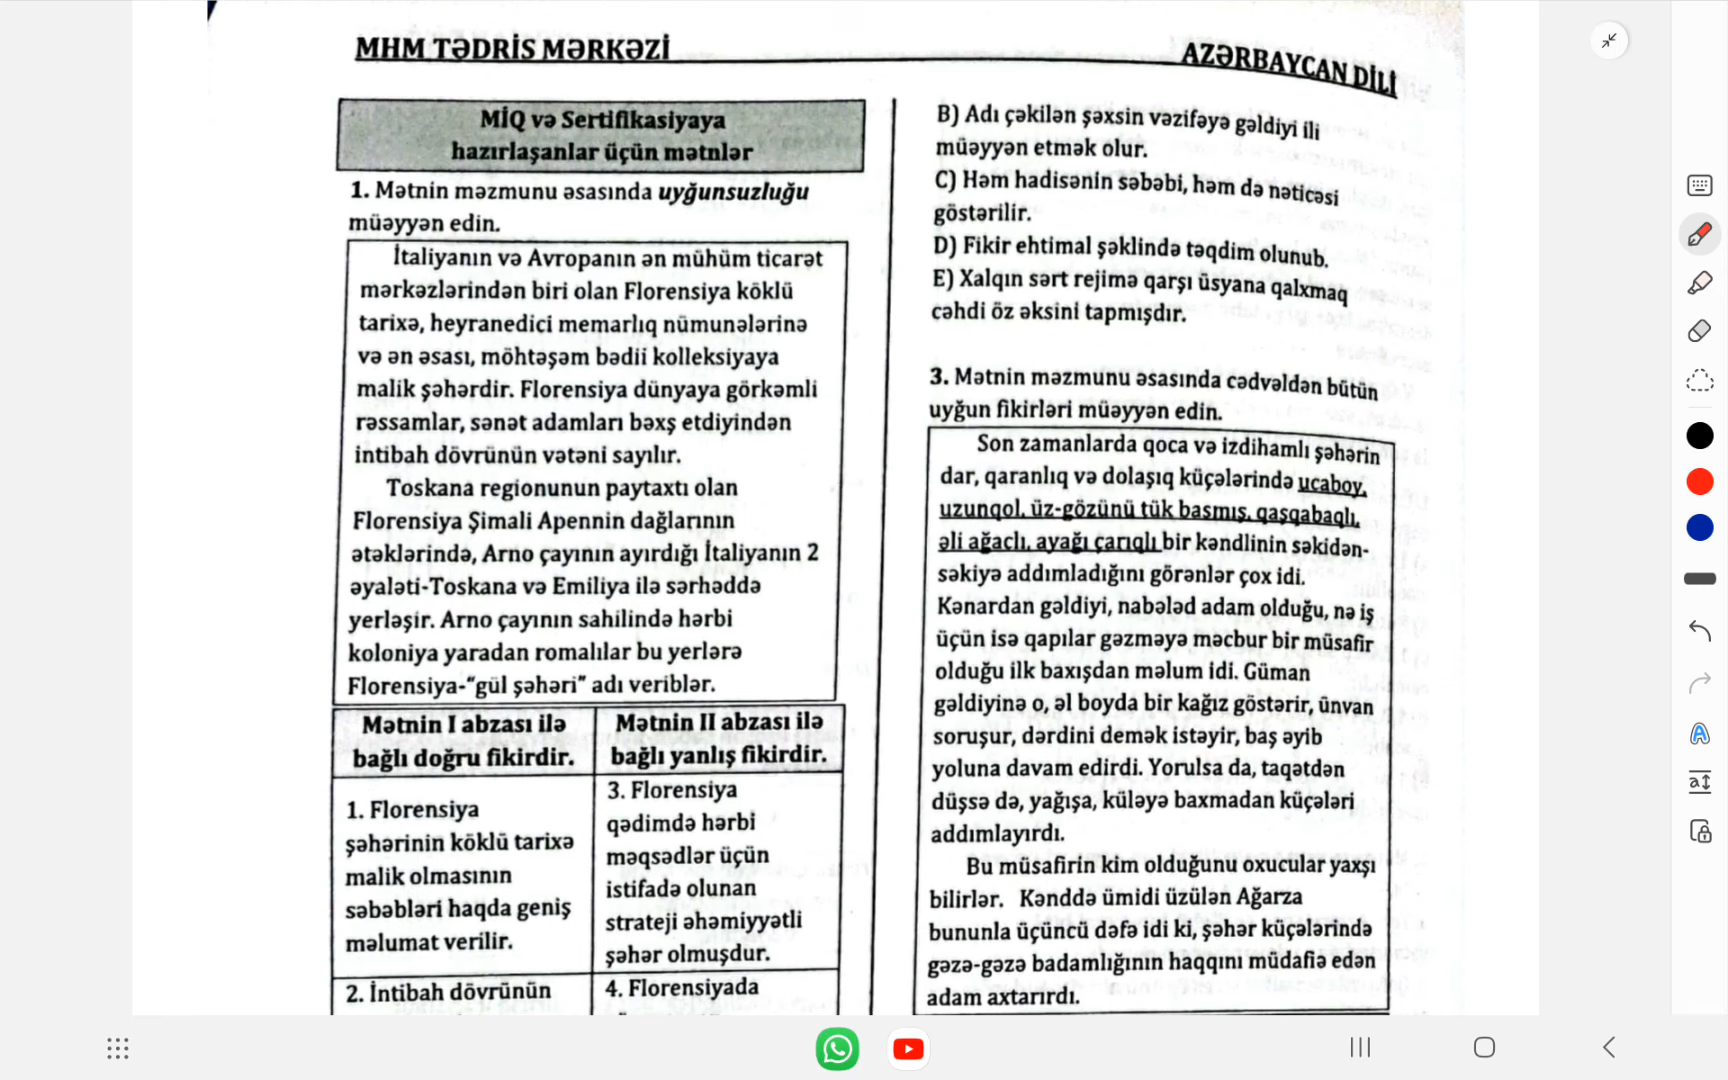 MHM TƏDRİS MƏRKƏZİ
AZƏRBAYCAN DİLİ
MİQ və Sertifikasiyaya
hazırlaşanlar üçün mətnlər
1. Mətnin məzmunu əsasında uyğunsuzluğu
müəyyən edin.
İtaliyanın və Avropanın ən mühüm ticarət
mərkəzlərindən biri olan Florensiya köklü
tarixə, heyranedici memarlıq nümunələrinə
və ən əsası, möhtəşəm bədii kolleksiyaya
malik şəhərdir. Florensiya dünyaya görkəmli
rəssamlar, sənət adamları bəxş etdiyindən
intibah dövrünün vətəni sayılır.
Toskana regionunun paytaxtı olan
Florensiya Şimali Apennin dağlarının
ətəklərində, Arno çayının ayırdığı İtaliyanın 2
əyaləti-Toskana və Emiliya ilə sərhəddə
yerləşir. Arno çayının sahilində hərbi
koloniya yaradan romalılar bu yerlərə
Florensiya-“gül şəhəri” adı veriblər.
Mətnin I abzası ilə
bağlı doğru fikirdir.
Mətnin II abzası ilə
bağlı yanlış fikirdir.
1. Florensiya
şəhərinin köklü tarixə
malik olmasının
səbəbləri haqda geniş
məlumat verilir.
3. Florensiya
qədimdə hərbi
məqsədlər üçün
istifadə olunan
strateji əhəmiyyətli
şəhər olmuşdur.
2. İntibah dövrünün
4. Florensiyada
B) Adı çəkilən şəxsin vəzifəyə gəldiyi ili
müəyyən etmək olur.
C) Həm hadisənin səbəbi, həm də nəticəsi
göstərilir.
D) Fikir ehtimal şəklində təqdim olunub.
E) Xalqın sərt rejimə qarşı üsyana qalxmaq
cəhdi öz əksini tapmışdır.
3. Mətnin məzmunu əsasında cədvəldən bütün
uyğun fikirləri müəyyən edin.
Son zamanlarda qoca və izdihamlı şəhərin
dar, qaranlıq və dolaşıq küçələrində ucaboy,
uzunqol, üz-gözünü tük basmış, qaşqabaqlı,
əli ağaclı, ayağı çarıqlı bir kəndlinin səkidən-
səkiyə addımladığını görənlər çox idi.
Kənardan gəldiyi, nabələd adam olduğu, nə iş
üçün isə qapılar gəzməyə məcbur bir müsafir
olduğu ilk baxışdan məlum idi. Güman
gəldiyinə o, əl boyda bir kağız göstərir, ünvan
soruşur, dərdini demək istəyir, baş əyib
yoluna davam edirdi. Yorulsa da, taqətdən
düşsə də, yağışa, küləyə baxmadan küçələri
addımlayırdı.
Bu müsafirin kim olduğunu oxucular yaxşı
bilirlər. Kənddə ümidi üzülən Ağarza
bununla üçüncü dəfə idi ki, şəhər küçələrində
gəzə-gəzə badamlığının haqqını müdafiə edən
adam axtarırdı.